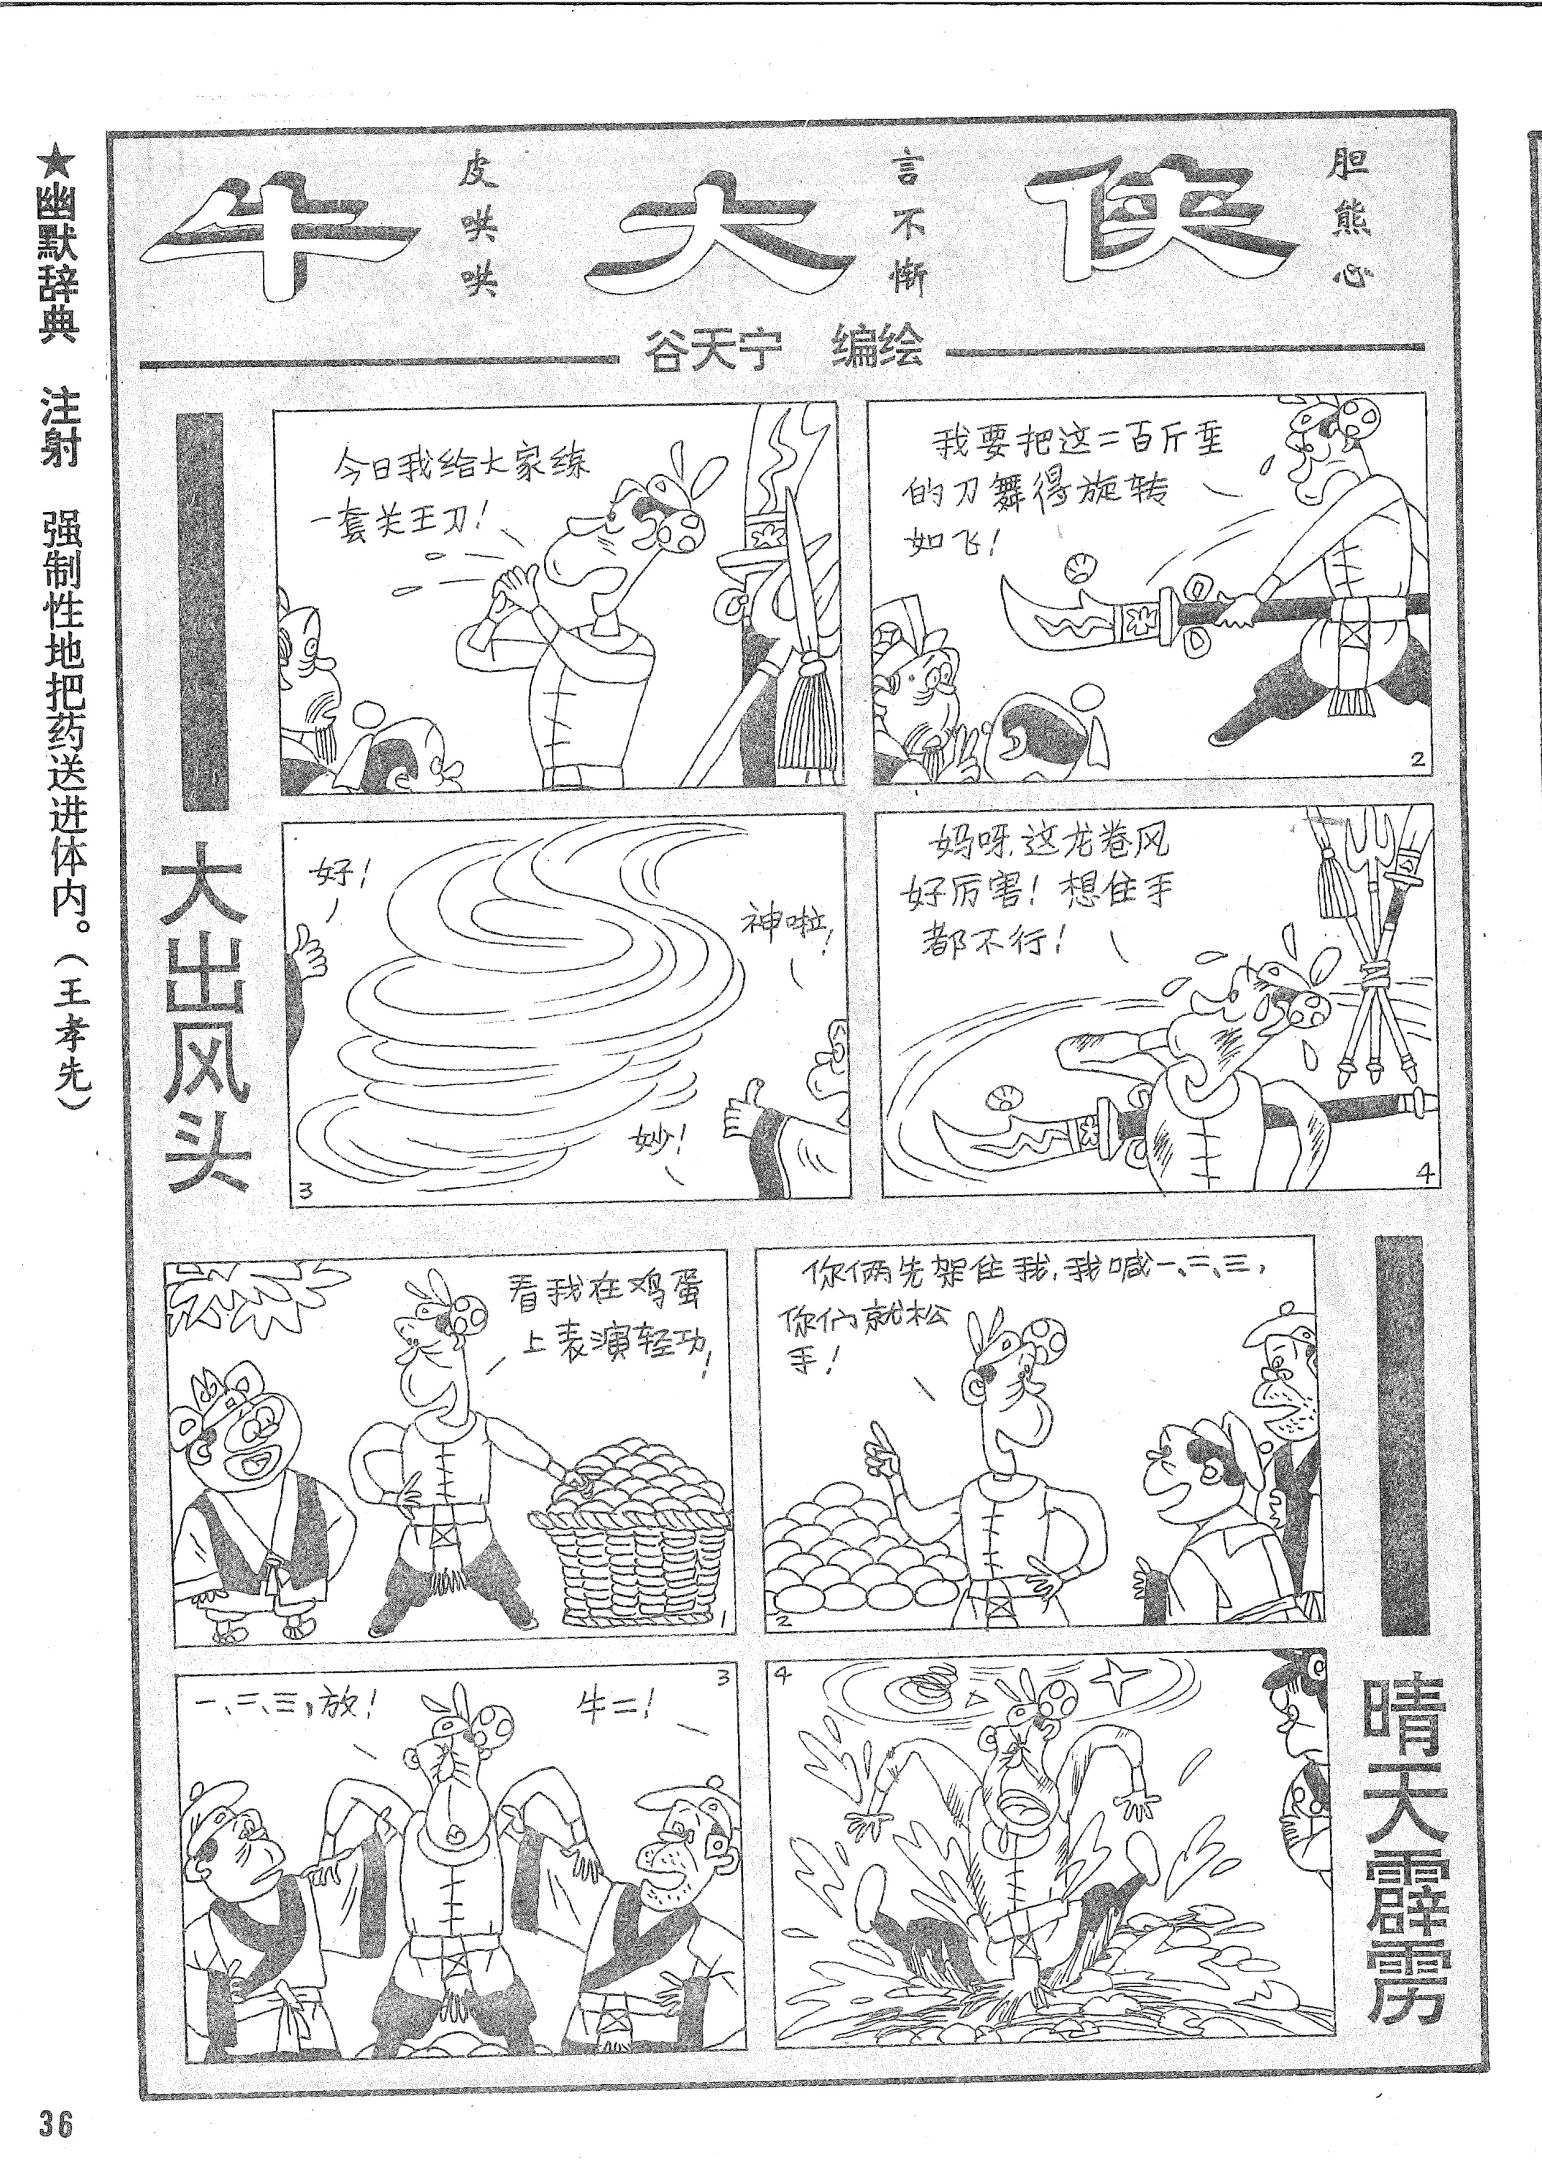 ★幽默辞典 注射 强制性地把药送进体内。(王孝先)
牛皮哄哄
大言不惭
侠胆熊心
谷天宁 编绘
大出风头
今日我给大家练
一套关王刀!
我要把这二百斤重
的刀舞得旋转
如飞!
2
好!
神啦!
妙!
3
妈呀,这龙卷风
好厉害!想住手
都不行!
4
晴天霹雳
看我在鸡蛋
上表演轻功!
1
你俩先架住我,我喊一、二、三,
你们就松
手!
2
一、二、三,放!
牛二!
3
4
36